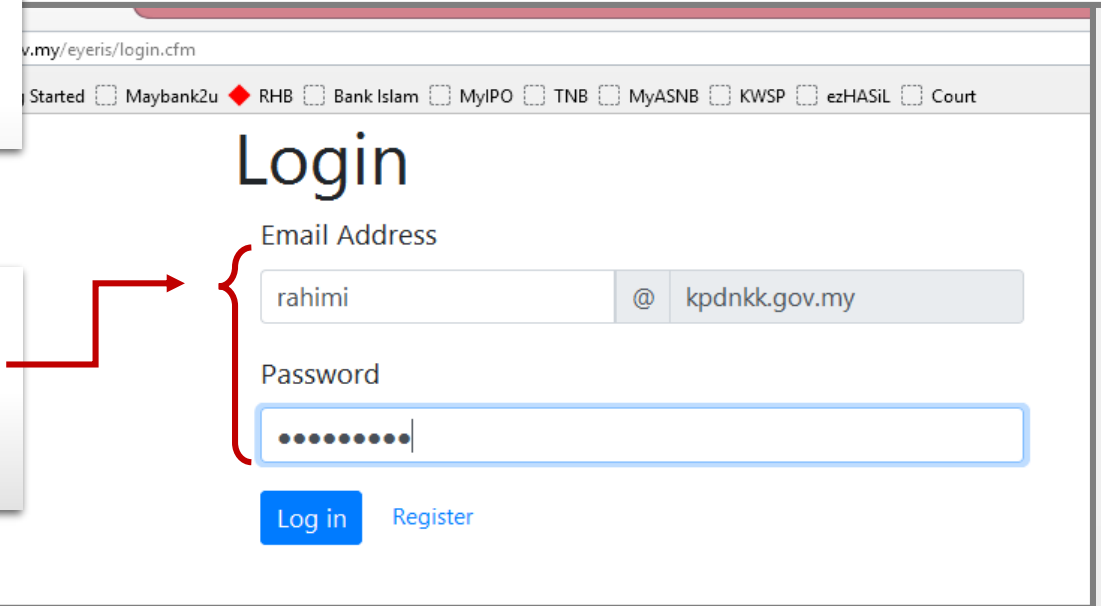 v.my/eyeris/login.cfm
Started Maybank2u RHB Bank Islam MyIPO TNB MyASNB KWSP ezHASiL Court
Login
Email Address
rahimi @ kpdnkk.gov.my
Password
•••••••••
Log in Register